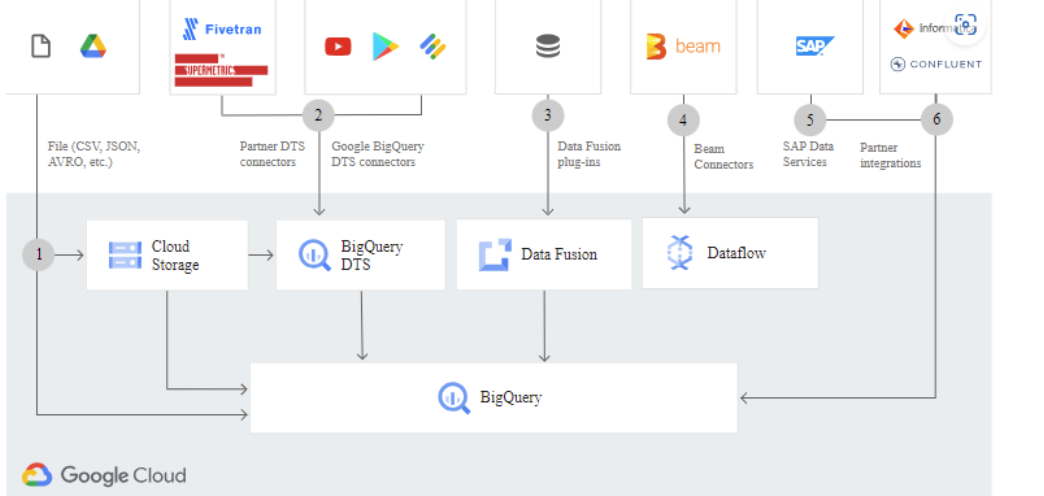 Fivetran
SUPERMETRICS
beam
SAP
CONFLUENT
1
2
3
4
5
6
File (CSV, JSON,
AVRO, etc.)
Partner DTS
connectors
Google BigQuery
DTS connectors
Data Fusion
plug-ins
Beam
Connectors
SAP Data
Services
Partner
integrations
Cloud
Storage
BigQuery
DTS
Data Fusion
Dataflow
BigQuery
Google Cloud